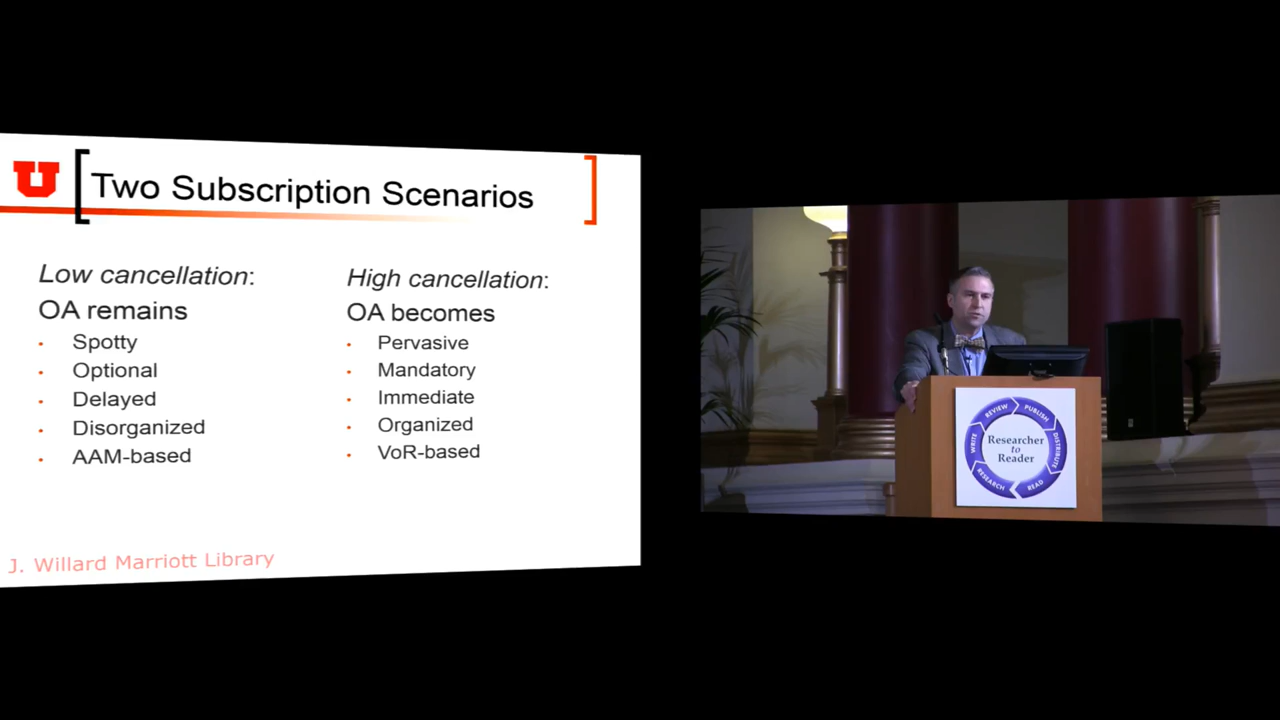 U
Two Subscription Scenarios
Low cancellation:
OA remains
Spotty
Optional
Delayed
Disorganized
AAM-based
High cancellation:
OA becomes
Pervasive
Mandatory
Immediate
Organized
VoR-based
J. Willard Marriott Library
REVIEW
PUBLISH
DISTRIBUTE
READ
RESEARCH
WRITE
Researcher
to
Reader